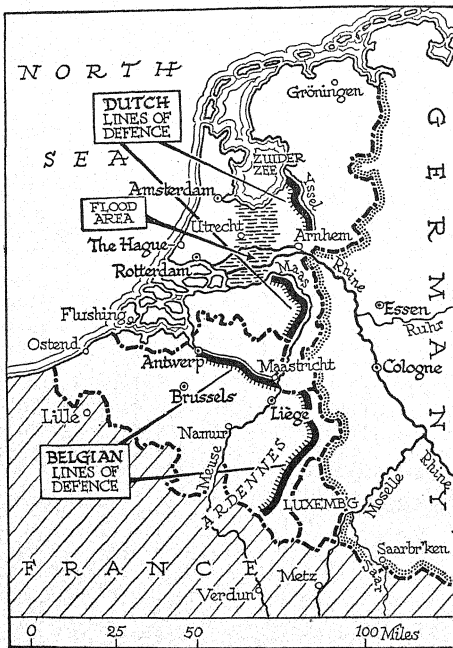 NORTH
SEA
GERMANY
Gröningen
DUTCH
LINES OF
DEFENCE
ZUIDER
ZEE
Yssel
Amsterdam
FLOOD
AREA
Utrecht
The Hague
Arnhem
Rotterdam
Rhine
Maas
Essen
Ruhr
Flushing
Ostend
Antwerp
Maastricht
Cologne
Brussels
Lille
Liège
Namur
BELGIAN
LINES OF
DEFENCE
Meuse
ARDENNES
LUXEMBG
Moselle
Rhine
FRANCE
Saarbr'ken
Saar
Metz
Verdun
0 25 50 100 Miles